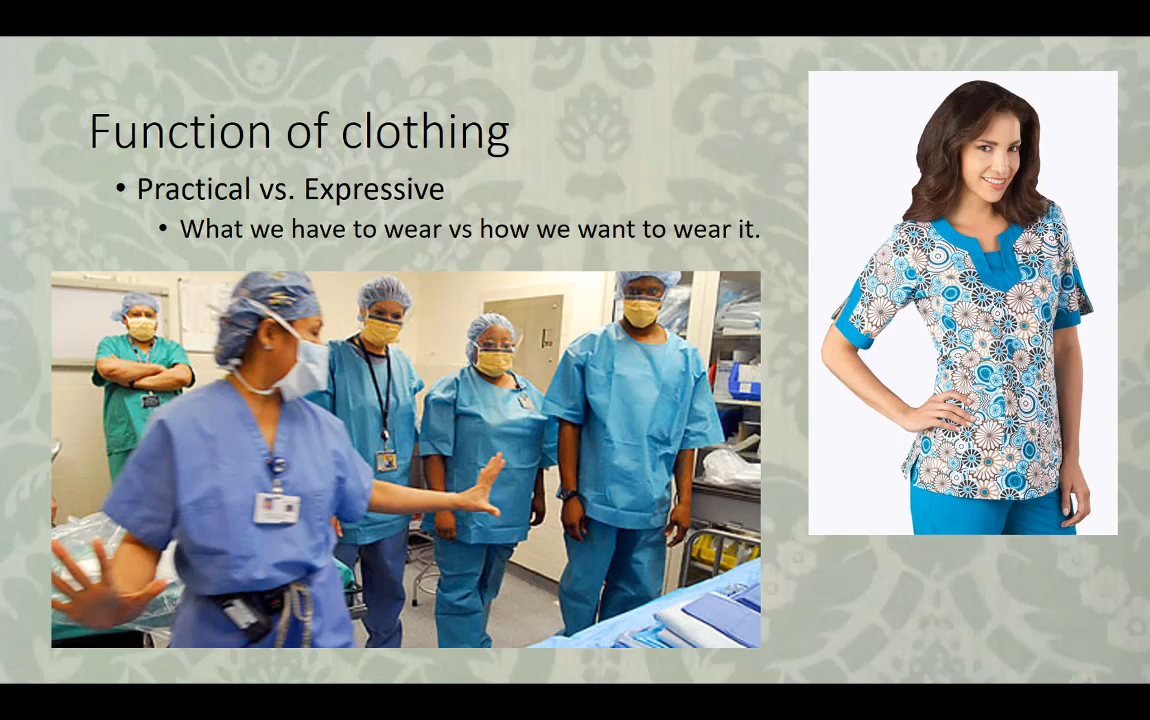 Function of clothing
• Practical vs. Expressive
• What we have to wear vs how we want to wear it.